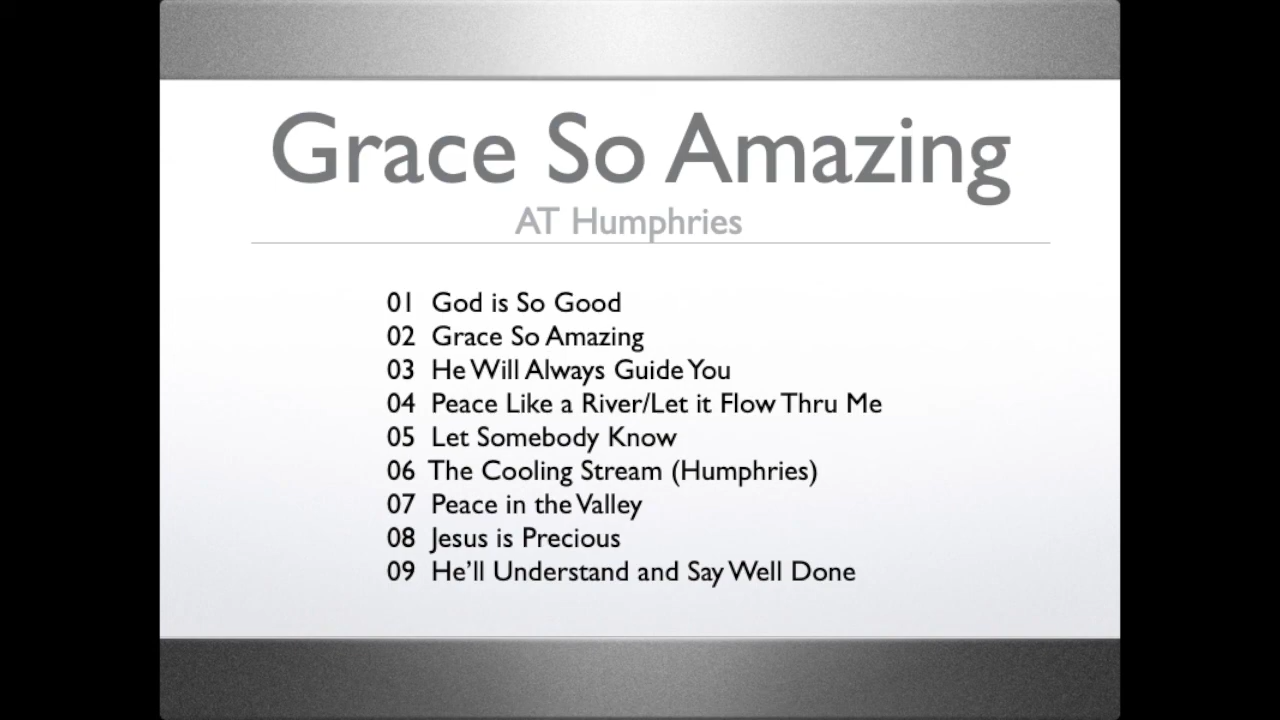 Grace So Amazing
AT Humphries
01 God is So Good
02 Grace So Amazing
03 He Will Always Guide You
04 Peace Like a River/Let it Flow Thru Me
05 Let Somebody Know
06 The Cooling Stream (Humphries)
07 Peace in the Valley
08 Jesus is Precious
09 He’ll Understand and Say Well Done